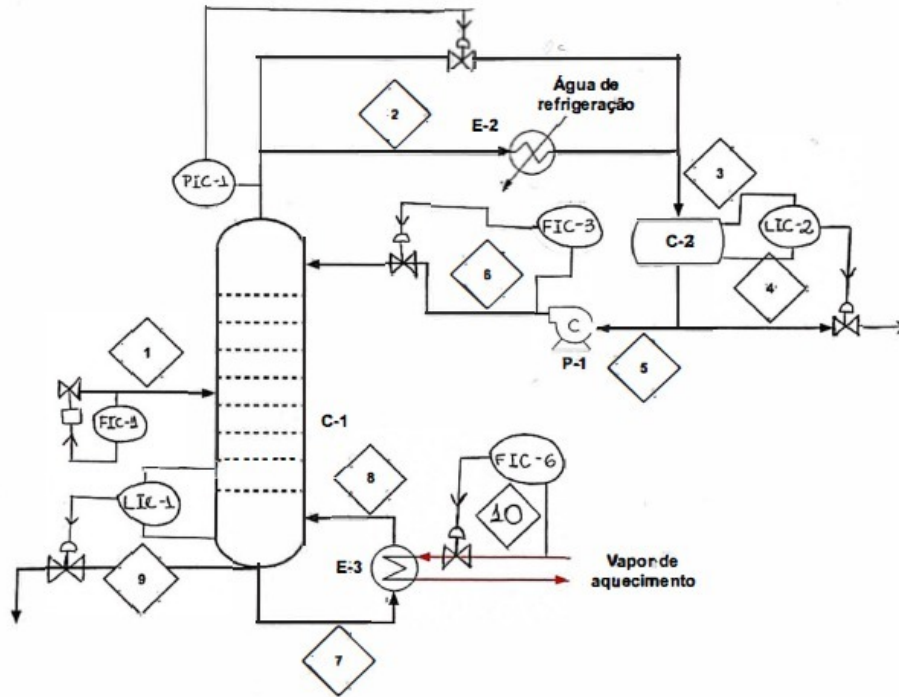 Água de
refrigeração
2
E-2
PIC-1
3
FIC-3
C-2
LIC-2
6
4
C
P-1
5
1
FIC-1
C-1
LIC-1
8
FIC-6
10
E-3
Vapor de
aquecimento
9
7